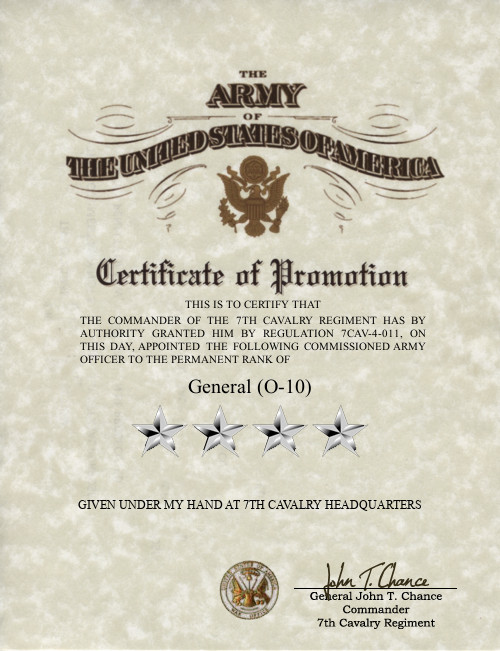 THE
ARMY
OF
THE UNITED STATES OF AMERICA
Certificate of Promotion
THIS IS TO CERTIFY THAT
THE COMMANDER OF THE 7TH CAVALRY REGIMENT HAS BY
AUTHORITY GRANTED HIM BY REGULATION 7CAV-4-011, ON
THIS DAY, APPOINTED THE FOLLOWING COMMISSIONED ARMY
OFFICER TO THE PERMANENT RANK OF
General (O-10)
GIVEN UNDER MY HAND AT 7TH CAVALRY HEADQUARTERS
John T. Chance
General John T. Chance
Commander
7th Cavalry Regiment